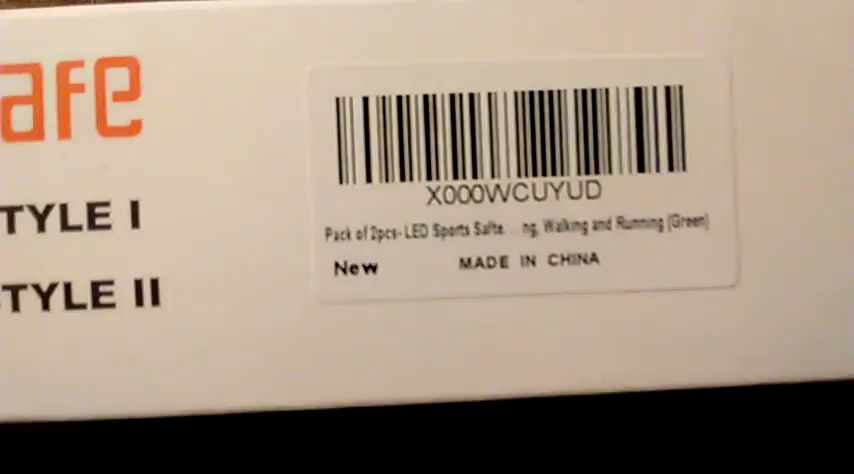 afe
TYLE I
STYLE II
X000WCUYUD
Pack of 2pcs- LED Sports Safte... ng, Walking and Running (Green)
New
MADE IN CHINA